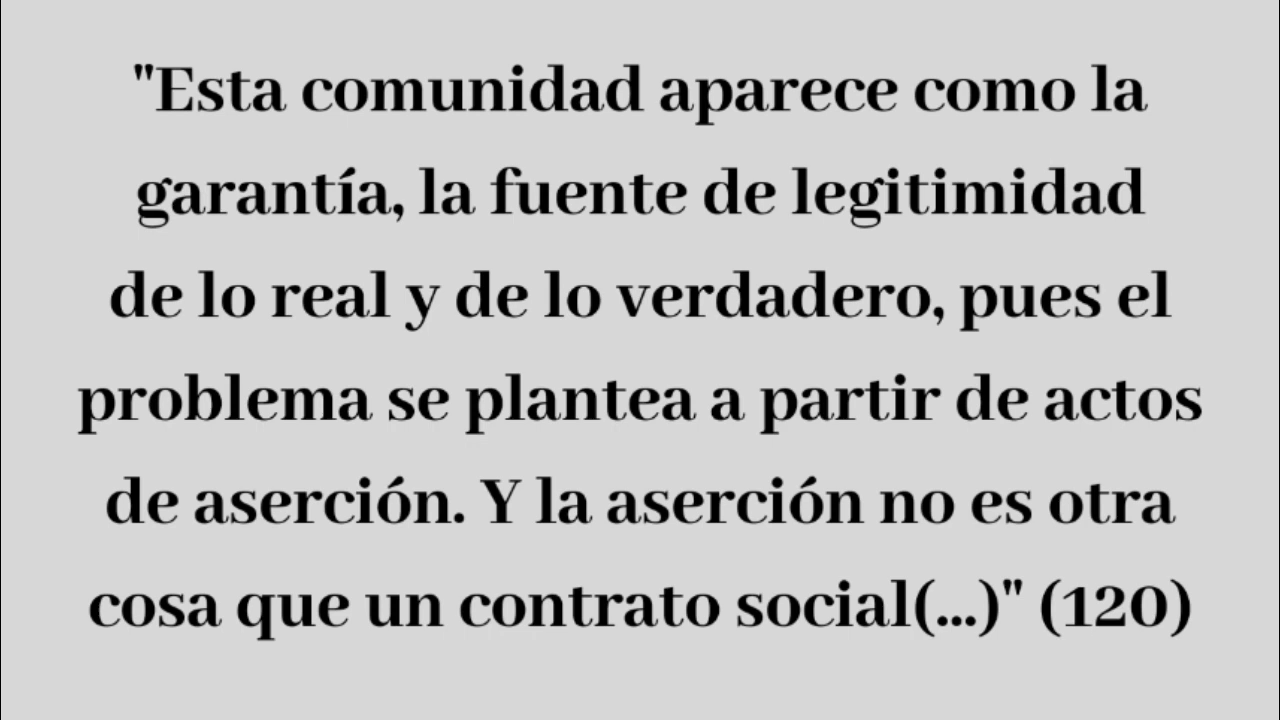 "Esta comunidad aparece como la
garantía, la fuente de legitimidad
de lo real y de lo verdadero, pues el
problema se plantea a partir de actos
de aserción. Y la aserción no es otra
cosa que un contrato social(...)" (120)